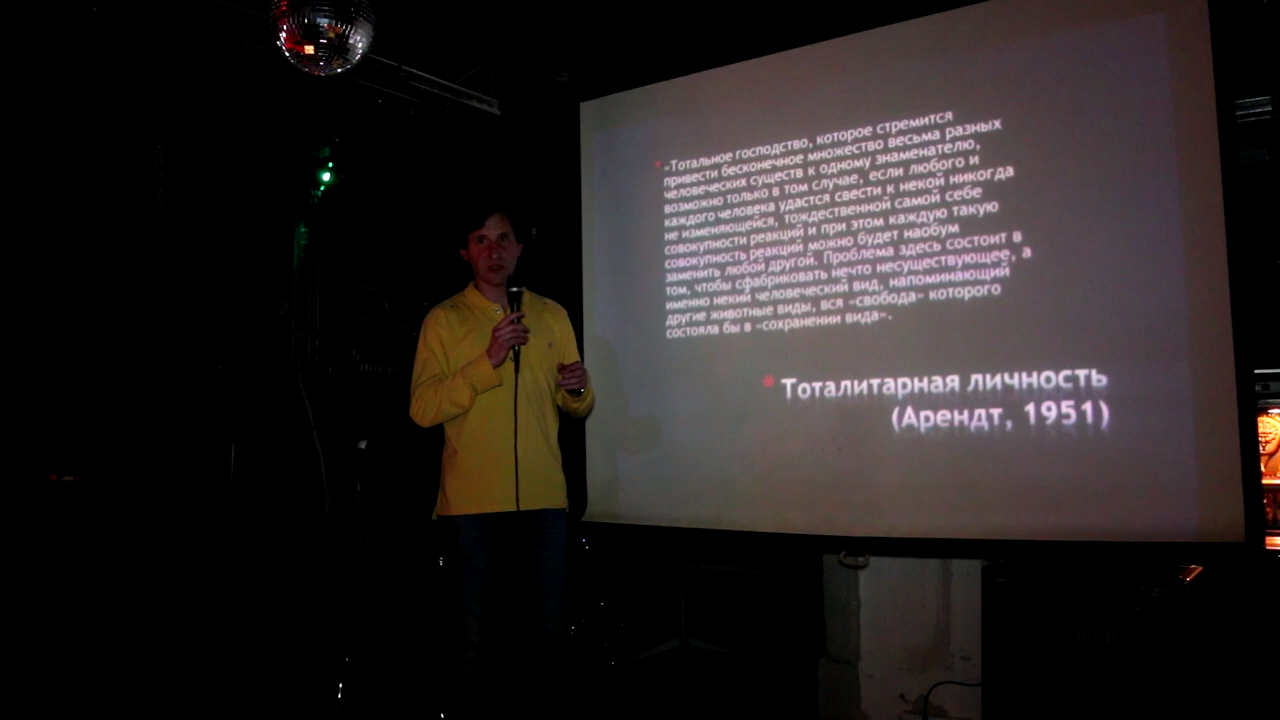 * «Тотальное господство, которое стремится
привести бесконечное множество весьма разных
человеческих существ к одному знаменателю,
возможно только в том случае, если любого и
каждого человека удастся свести к некой никогда
не изменяющейся, тождественной самой себе
совокупности реакций и при этом каждую такую
совокупность реакций можно будет наобум
заменить любой другой. Проблема здесь состоит в
том, чтобы сфабриковать нечто несуществующее, а
именно некий человеческий вид, напоминающий
другие животные виды, вся «свобода» которого
состояла бы в «сохранении вида».
* Тоталитарная личность
(Арендт, 1951)